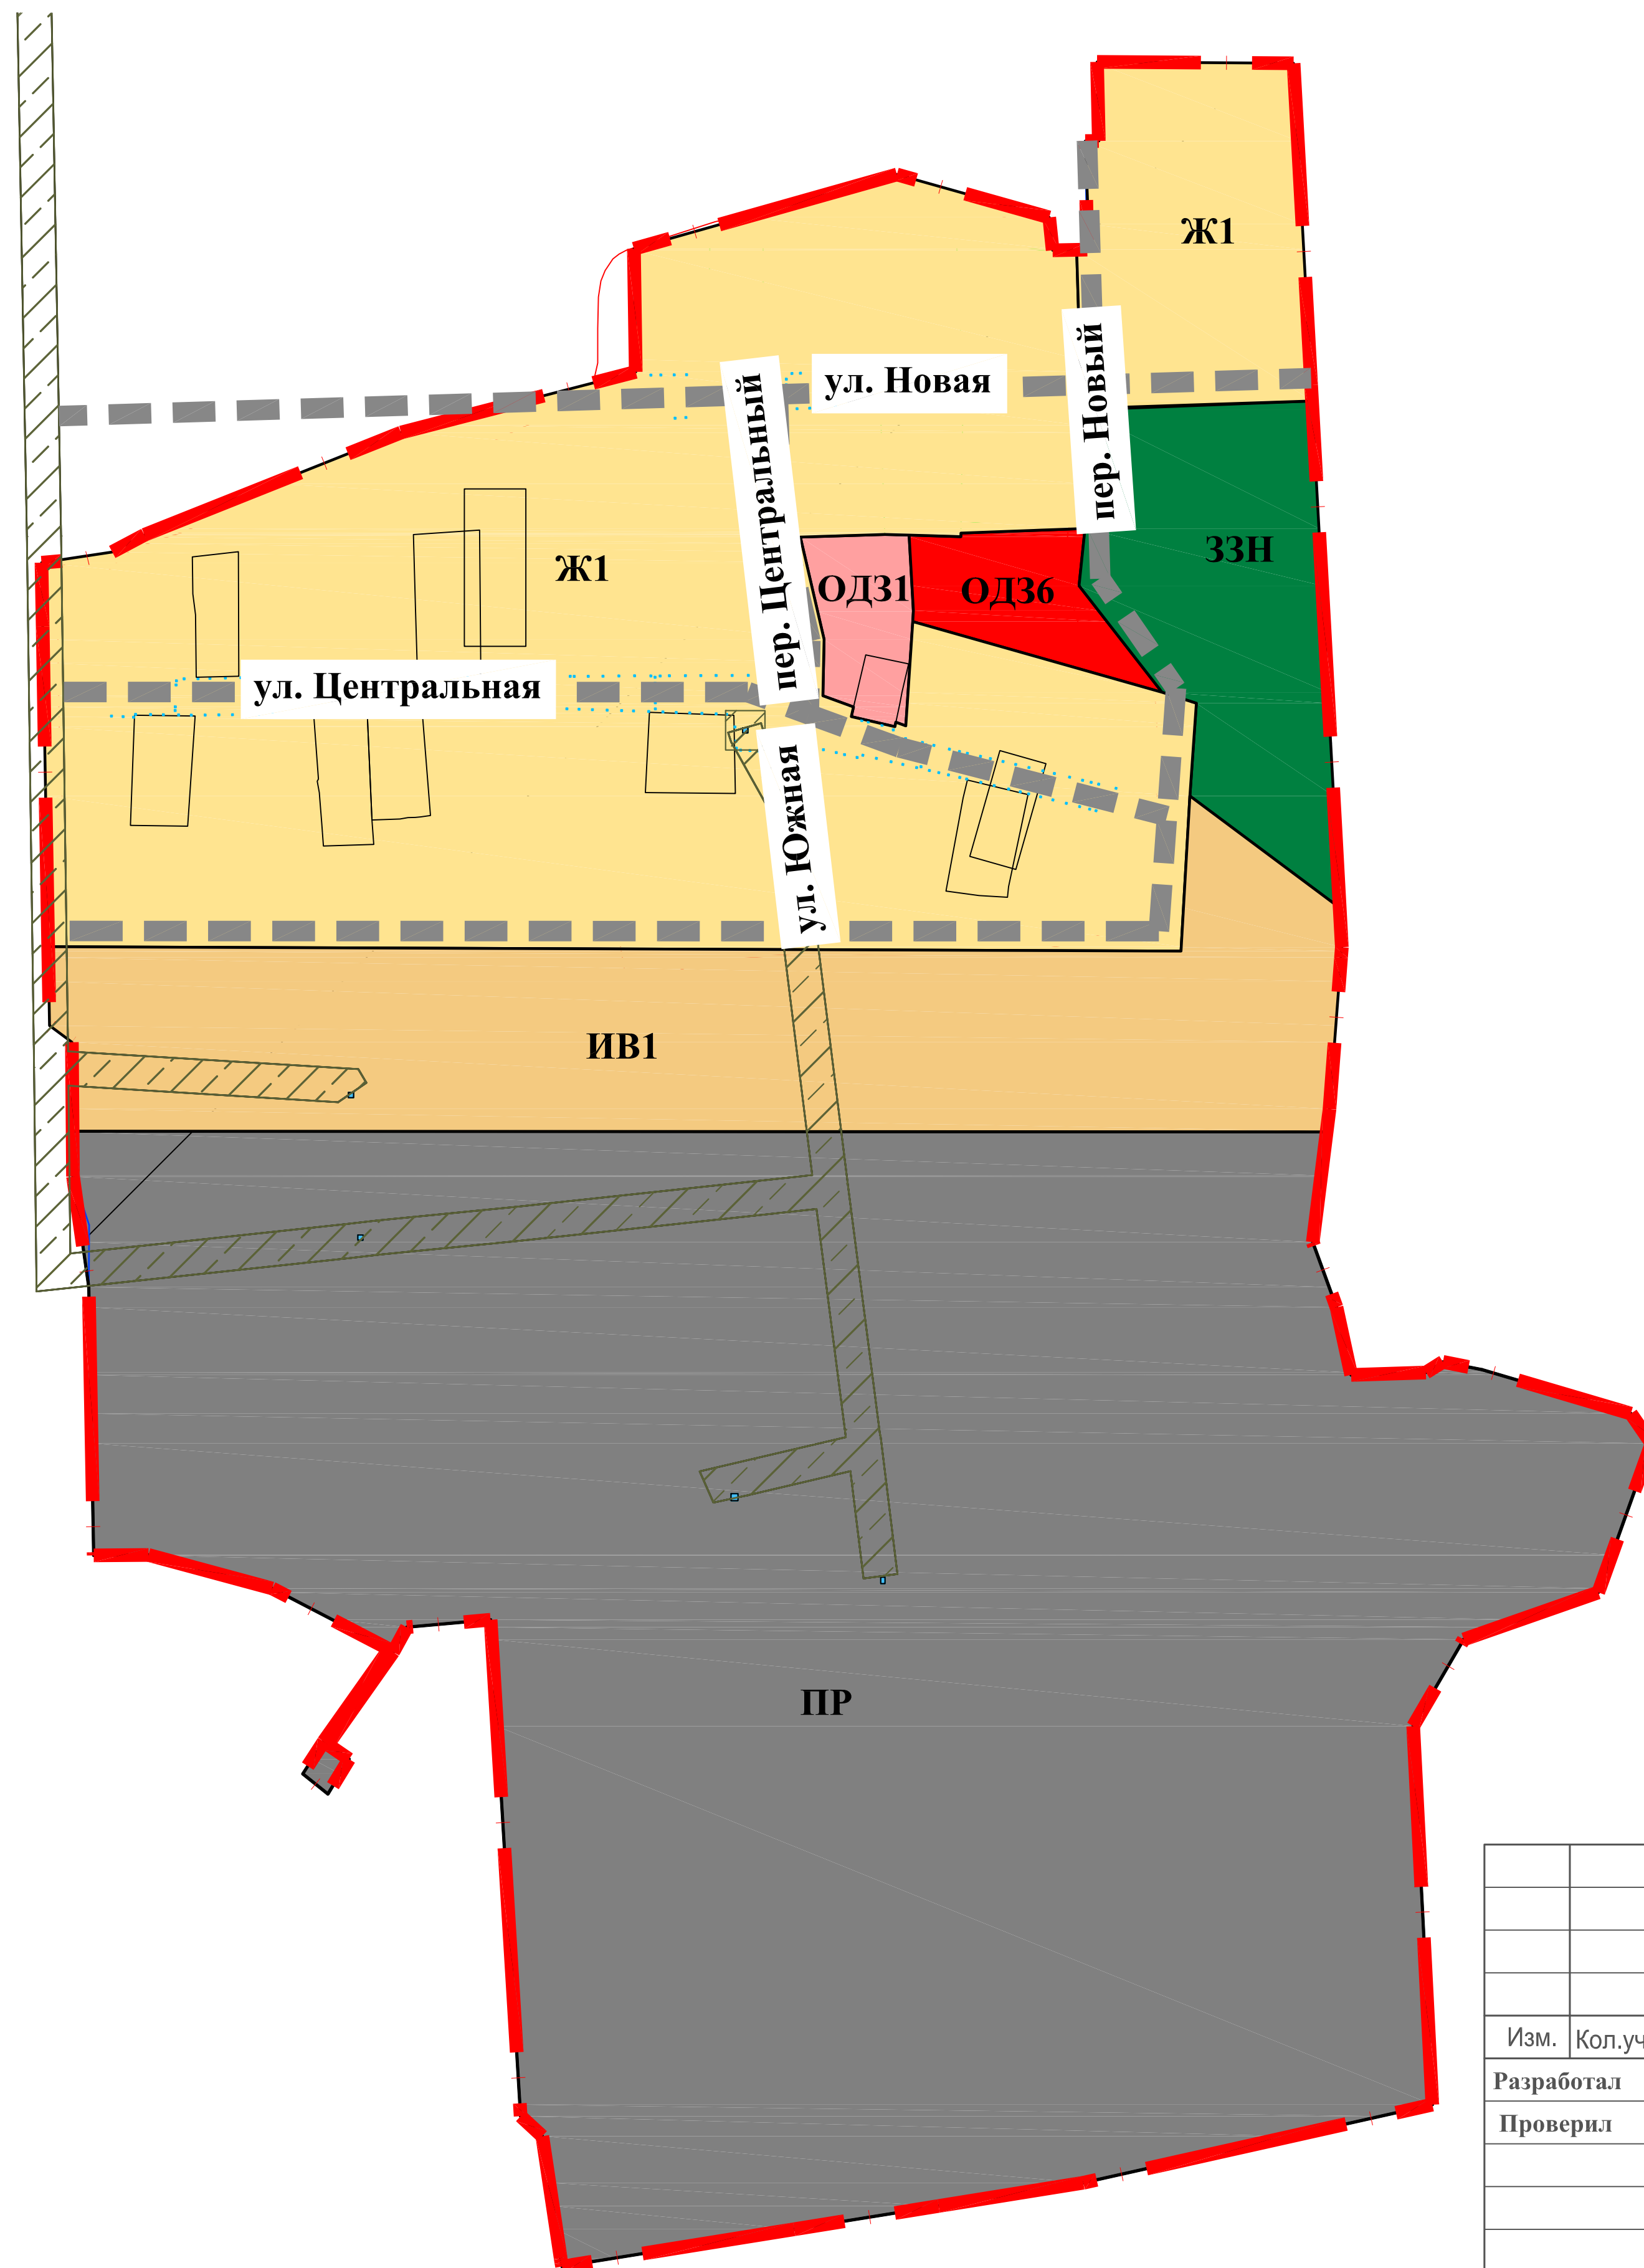 Ж1
ул. Новая
пер. Новый
пер. Центральный
Ж1
ЗЗН
ОДЗ1
ОДЗ6
ул. Центральная
ул. Южная
ИВ1
ПР
Изм.
Кол.уч
Разработал
Проверил